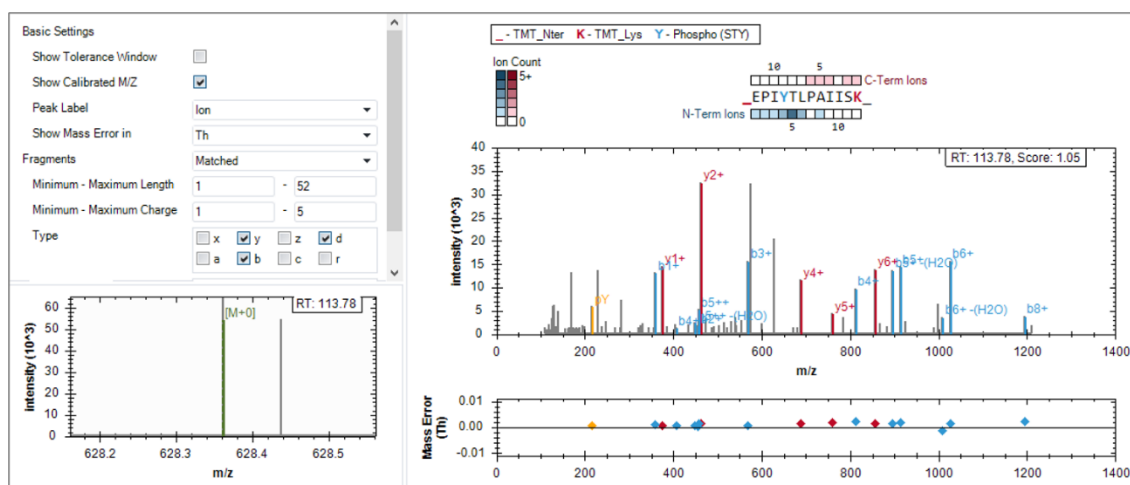 Basic Settings
Show Tolerance Window
Show Calibrated M/Z
Peak Label Ion
Show Mass Error in Th
Fragments Matched
Minimum - Maximum Length 1 - 52
Minimum - Maximum Charge 1 - 5
Type x y z d
a b c r
RT: 113.78
[M+0]
intensity (10^3)
60
50
40
30
20
10
0
628.2 628.3 628.4 628.5
m/z
_ - TMT_Nter K - TMT_Lys Y - Phospho (STY)
Ion Count
5+
0
10 5
C-Term Ions
_EPIYTLPAIISK_
N-Term Ions
5 10
RT: 113.78, Score: 1.05
intensity (10^3)
40
35
30
25
20
15
10
5
0
y2+
b3+
b6+
y1+
b1+
y6+
b5+
b5+ -(H2O)
y4+
b4+
pY
b5++
y5+
b6+ -(H2O)
b8+
-(H2O)
0 200 400 600 800 1000 1200 1400
m/z
Mass Error
(Th)
0.01
0.00
-0.01
0 200 400 600 800 1000 1200 1400